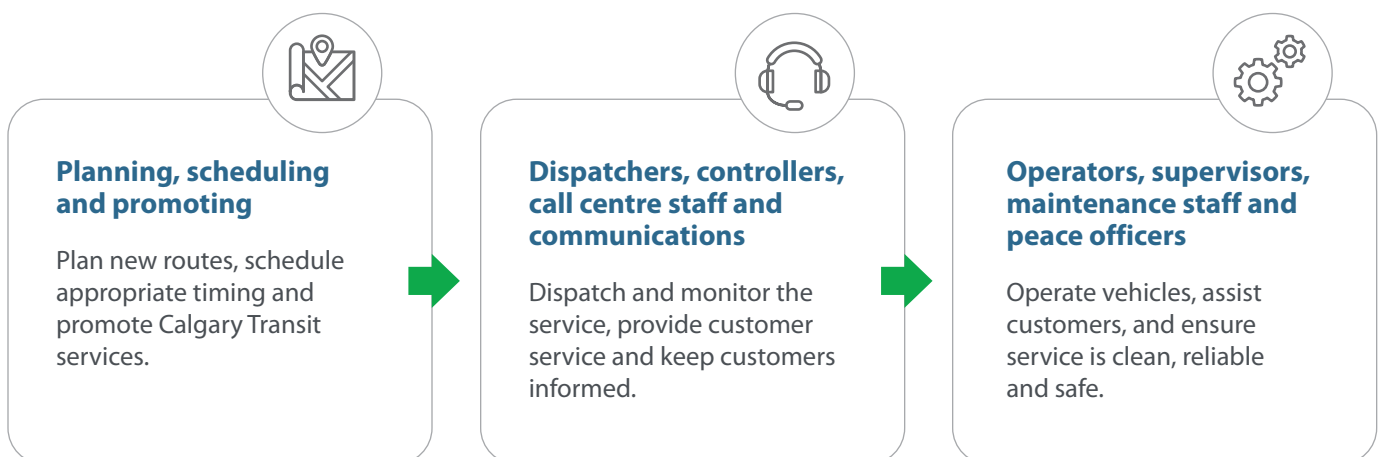 Planning, scheduling
and promoting
Plan new routes, schedule
appropriate timing and
promote Calgary Transit
services.
Dispatchers, controllers,
call centre staff and
communications
Dispatch and monitor the
service, provide customer
service and keep customers
informed.
Operators, supervisors,
maintenance staff and
peace officers
Operate vehicles, assist
customers, and ensure
service is clean, reliable
and safe.